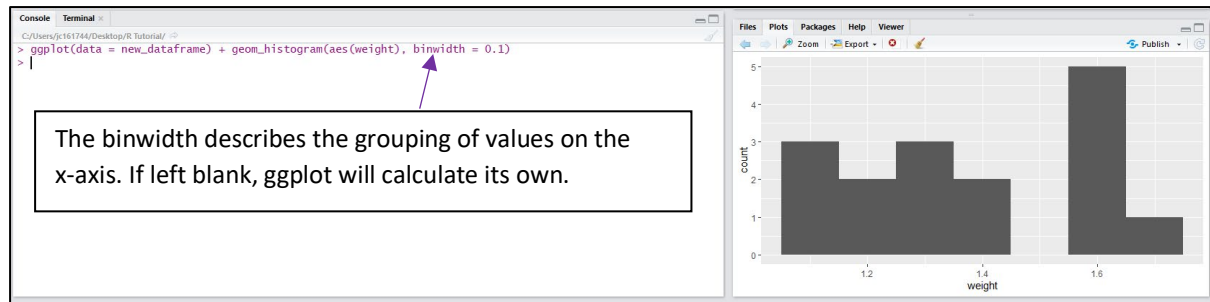 Console Terminal ×
C:/Users/jc161744/Desktop/R Tutorial/
> ggplot(data = new_dataframe) + geom_histogram(aes(weight), binwidth = 0.1)
>
The binwidth describes the grouping of values on the
x-axis. If left blank, ggplot will calculate its own.
Files Plots Packages Help Viewer
Zoom Export Publish
5
4
3
2
1
0
count
1.2 1.4 1.6
weight